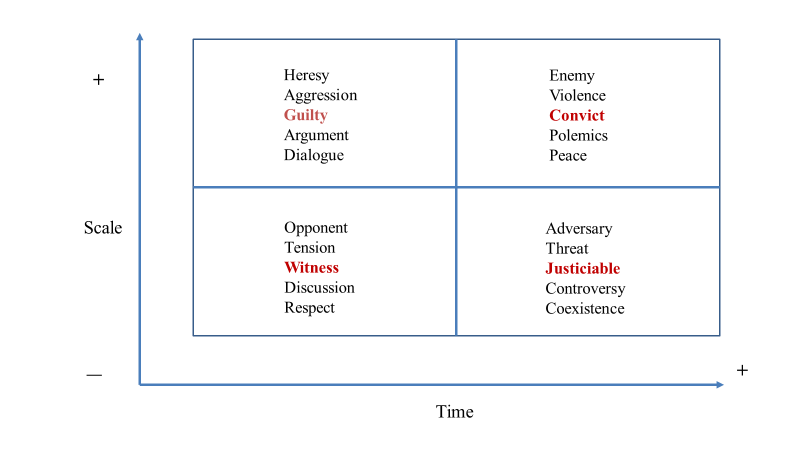 +
Heresy
Aggression
Guilty
Argument
Dialogue
Enemy
Violence
Convict
Polemics
Peace
Scale
Opponent
Tension
Witness
Discussion
Respect
Adversary
Threat
Justiciable
Controversy
Coexistence
—
+
Time